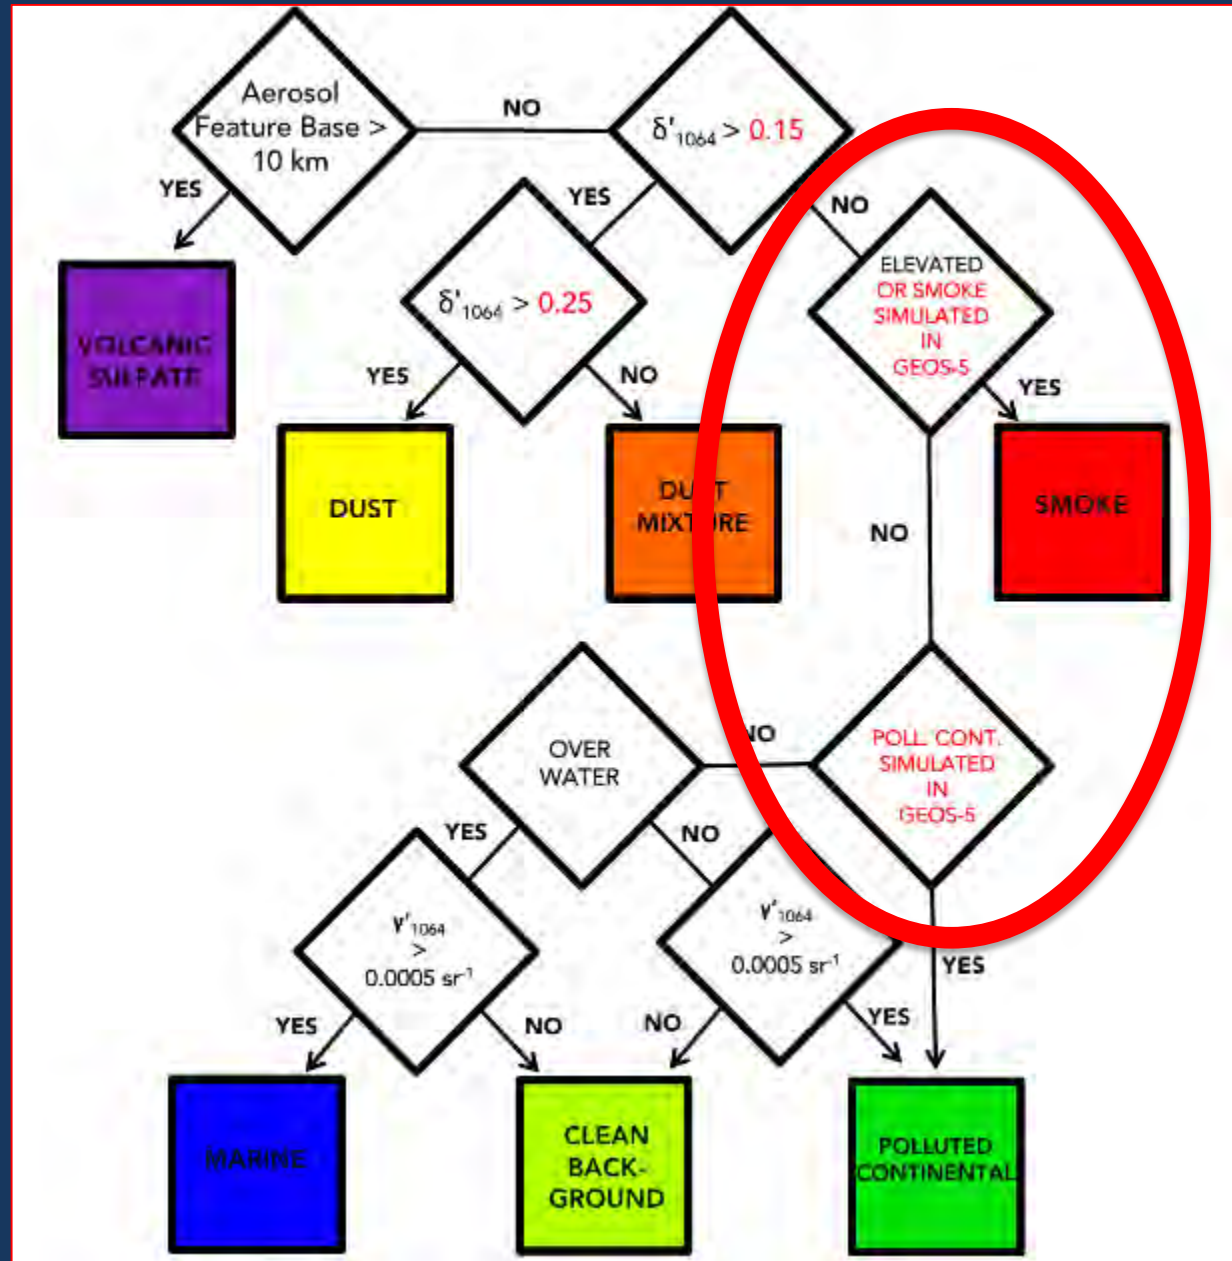 Aerosol
Feature Base >
10 km
NO
δ'1064 > 0.15
YES
YES
NO
ELEVATED
OR SMOKE
SIMULATED
IN
GEOS-5
δ'1064 > 0.25
VOLCANIC
SULFATE
YES
NO
YES
DUST
DUST
MIXTURE
SMOKE
NO
OVER
WATER
NO
POLL. CONT.
SIMULATED
IN
GEOS-5
YES
NO
γ'1064
>
0.0005 sr-1
γ'1064
>
0.0005 sr-1
YES
YES
NO
NO
YES
MARINE
CLEAN
BACK-
GROUND
POLLUTED
CONTINENTAL